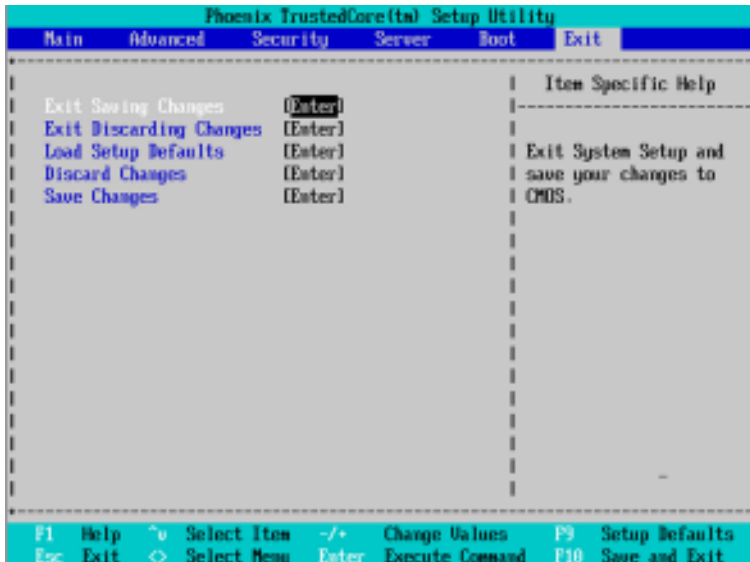 Phoenix TrustedCore(tm) Setup Utility
Main Advanced Security Server Boot Exit
Item Specific Help
Exit Saving Changes [Enter]
Exit Discarding Changes [Enter]
Load Setup Defaults [Enter]
Discard Changes [Enter]
Save Changes [Enter]
Exit System Setup and
save your changes to
CMOS.
F1 Help ^v Select Item -/+ Change Values F9 Setup Defaults
Esc Exit <> Select Menu Enter Execute Command F10 Save and Exit